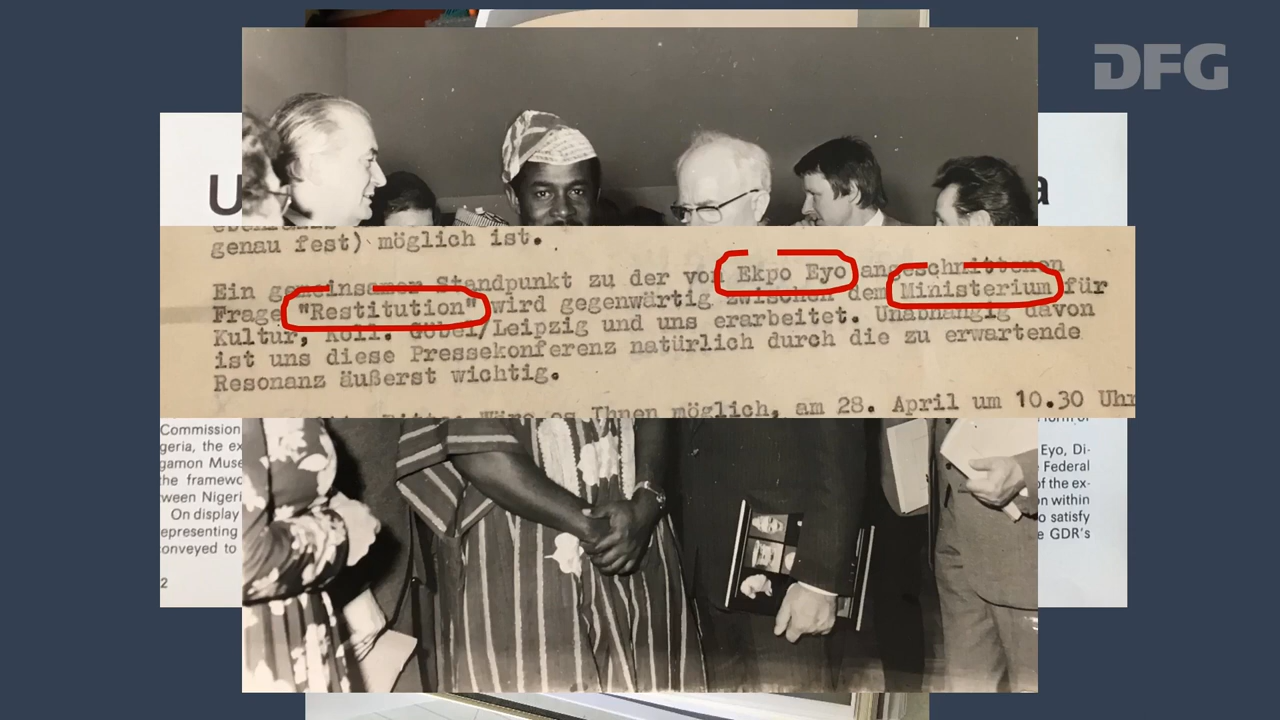 DFG
U
a
genau fest) möglich ist.
Ein gemeinsamer Standpunkt zu der von Ekpo Eyo angeschnittenen
Frage "Restitution" wird gegenwärtig zwischen dem Ministerium für
Kultur, Koll. Göbel/Leipzig und uns erarbeitet. Unabhängig davon
ist uns diese Pressekonferenz natürlich durch die zu erwartende
Resonanz äußerst wichtig.
Wäre es Ihnen möglich, am 28. April um 10.30 Uhr
Commission
geria, the ex
gamon Muse
the framewo
ween Nigeri
On display
epresenting
conveyed to
2
Eyo, Di-
Federal
of the ex-
on within
o satisfy
e GDR's